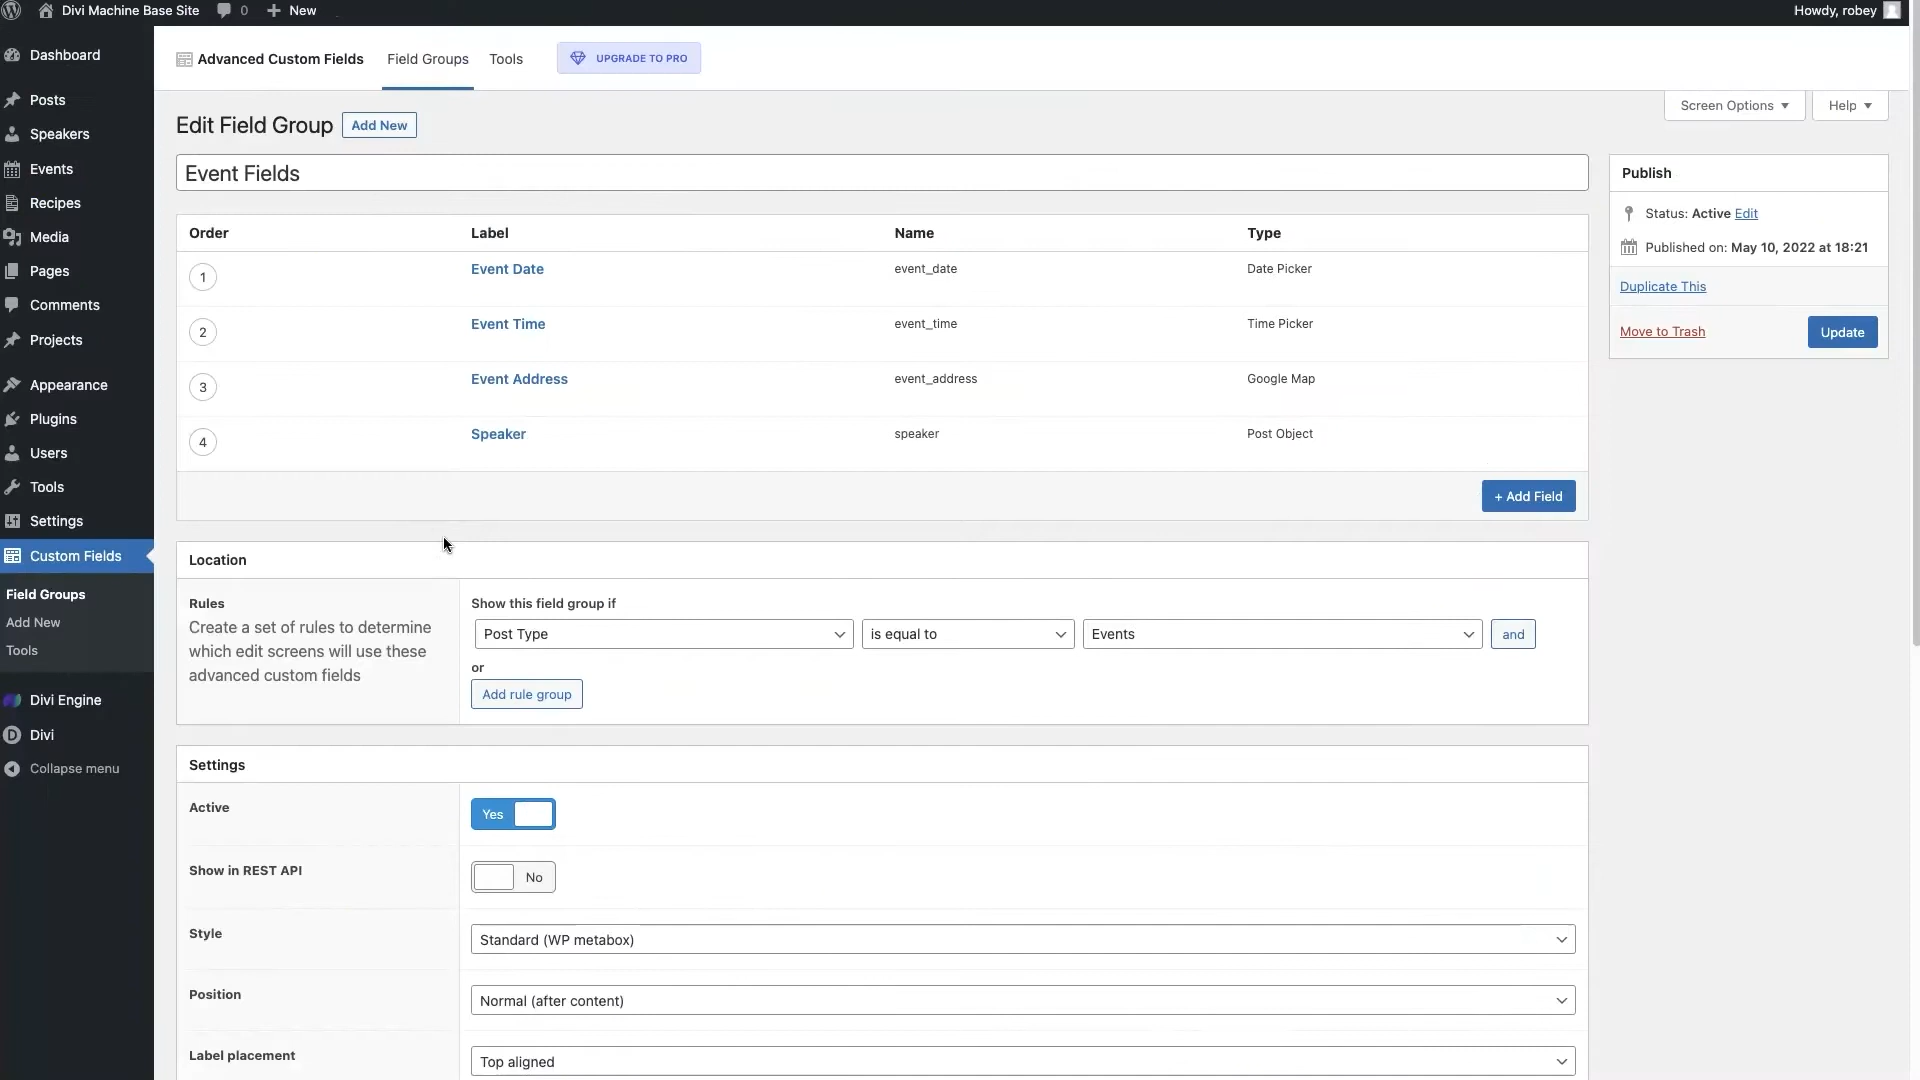 Divi Machine Base Site 0 New Howdy, robey
Dashboard
Posts
Speakers
Events
Recipes
Media
Pages
Comments
Projects
Appearance
Plugins
Users
Tools
Settings
Custom Fields
Field Groups
Add New
Tools
Divi Engine
Divi
Collapse menu
Advanced Custom Fields Field Groups Tools UPGRADE TO PRO
Screen Options Help
Edit Field Group Add New
Event Fields
Order Label Name Type
1 Event Date event_date Date Picker
2 Event Time event_time Time Picker
3 Event Address event_address Google Map
4 Speaker speaker Post Object
+ Add Field
Location
Rules
Create a set of rules to determine
which edit screens will use these
advanced custom fields
Show this field group if
Post Type is equal to Events and
or
Add rule group
Settings
Active Yes
Show in REST API No
Style Standard (WP metabox)
Position Normal (after content)
Label placement Top aligned
Publish
Status: Active Edit
Published on: May 10, 2022 at 18:21
Duplicate This
Move to Trash Update